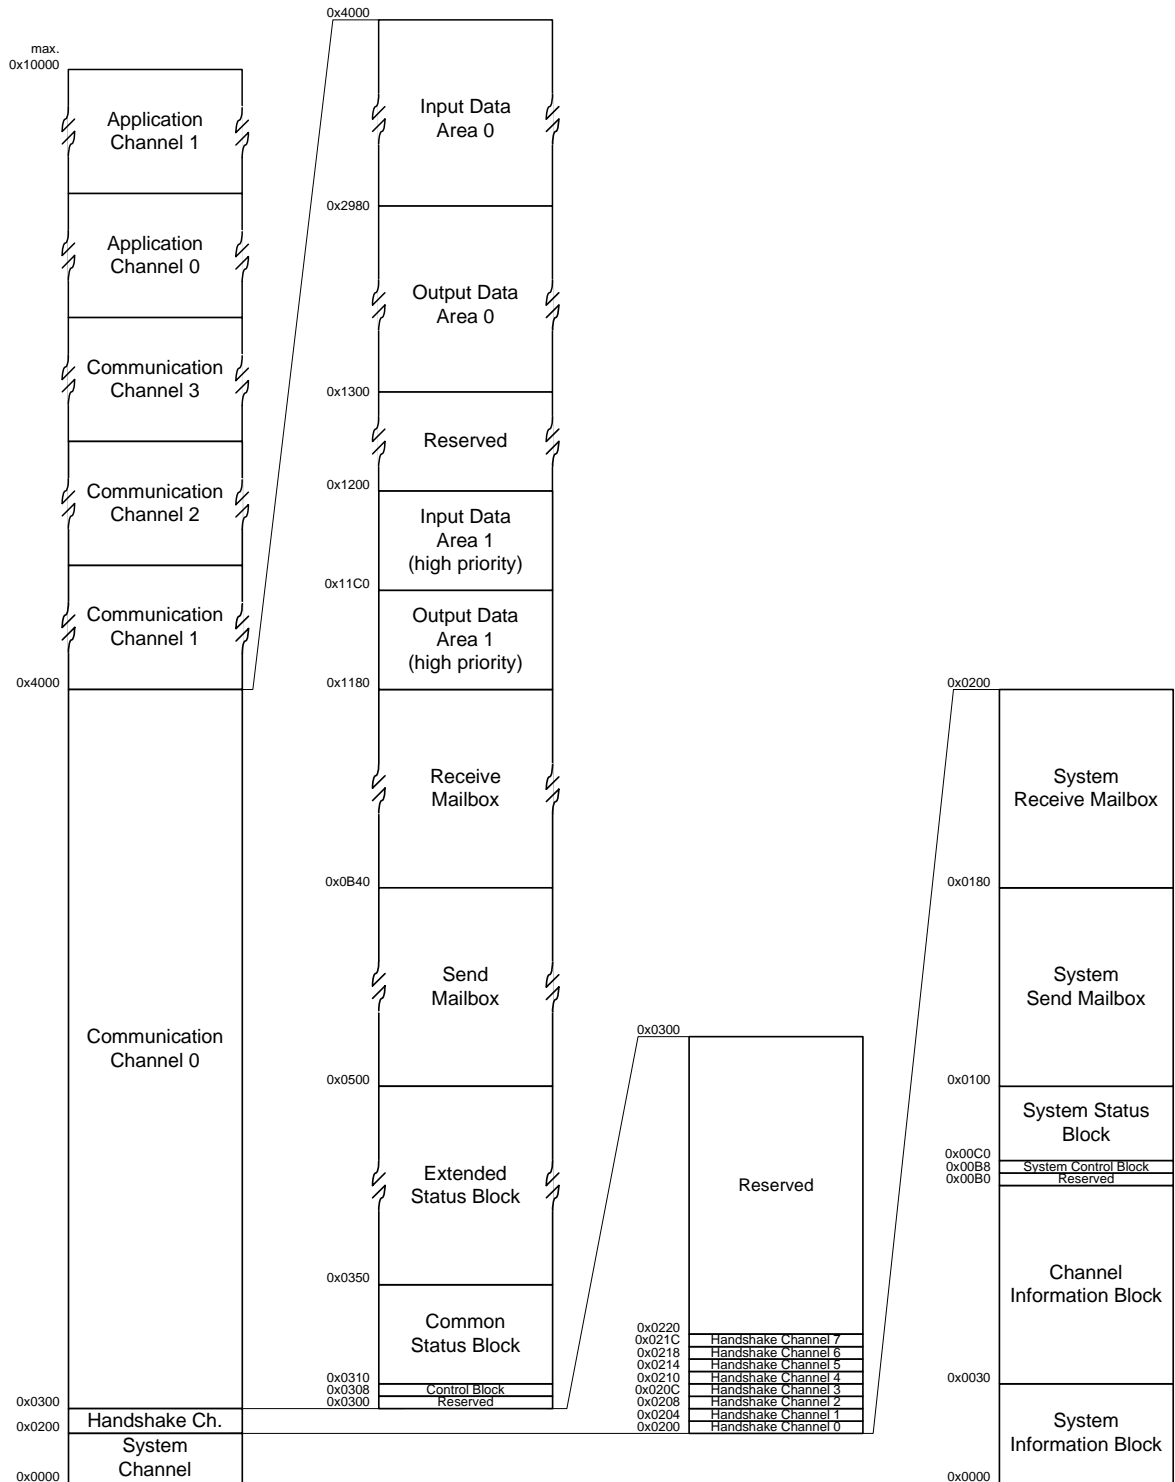 max.
0x10000
Application
Channel 1
Application
Channel 0
Communication
Channel 3
Communication
Channel 2
Communication
Channel 1
0x4000
Communication
Channel 0
0x0300
Handshake Ch.
0x0200
System
Channel
0x0000
0x4000
Input Data
Area 0
0x2980
Output Data
Area 0
0x1300
Reserved
0x1200
Input Data
Area 1
(high priority)
0x11C0
Output Data
Area 1
(high priority)
0x1180
Receive
Mailbox
0x0B40
Send
Mailbox
0x0500
Extended
Status Block
0x0350
Common
Status Block
0x0310
Control Block
0x0308
Reserved
0x0300
0x0300
Reserved
0x0220
Handshake Channel 7
0x021C
Handshake Channel 6
0x0218
Handshake Channel 5
0x0214
Handshake Channel 4
0x0210
Handshake Channel 3
0x020C
Handshake Channel 2
0x0208
Handshake Channel 1
0x0204
Handshake Channel 0
0x0200
0x0200
System
Receive Mailbox
0x0180
System
Send Mailbox
0x0100
System Status
Block
0x00C0
System Control Block
0x00B8
Reserved
0x00B0
Channel
Information Block
0x0030
System
Information Block
0x0000